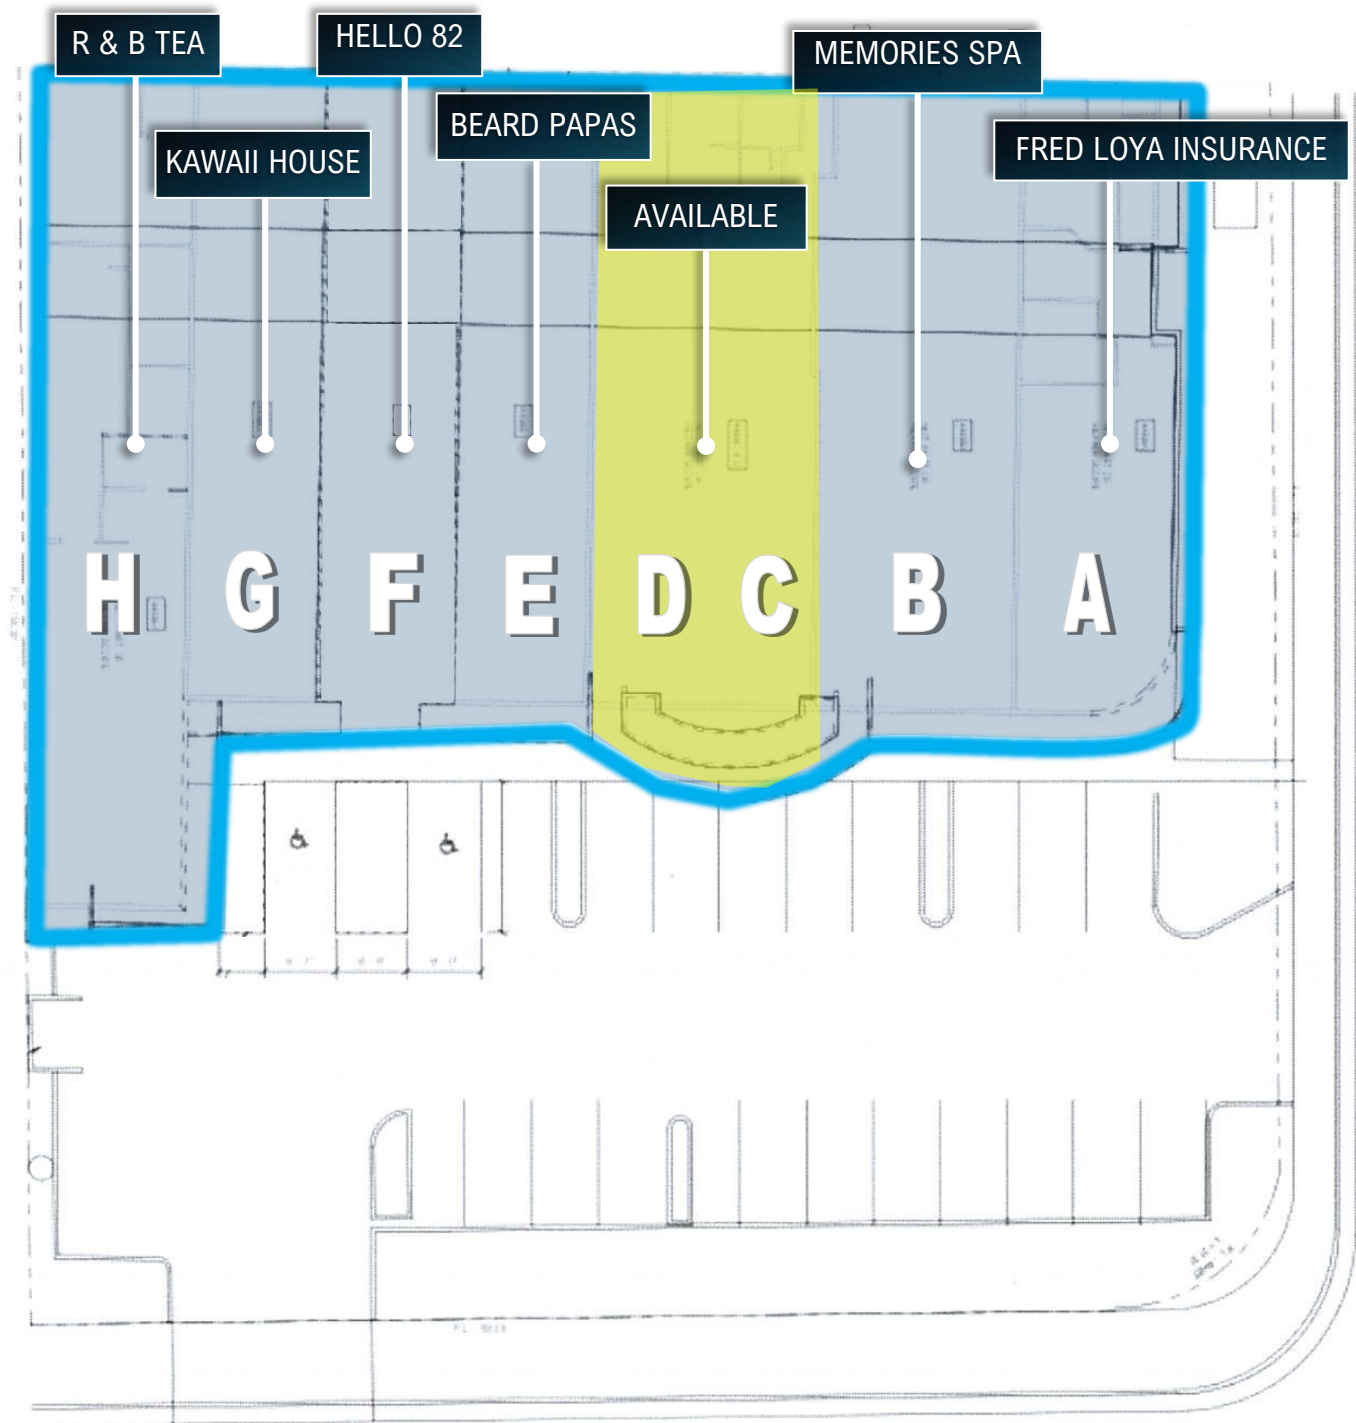 R & B TEA
HELLO 82
MEMORIES SPA
BEARD PAPAS
FRED LOYA INSURANCE
KAWAII HOUSE
AVAILABLE
H G F E D C B A